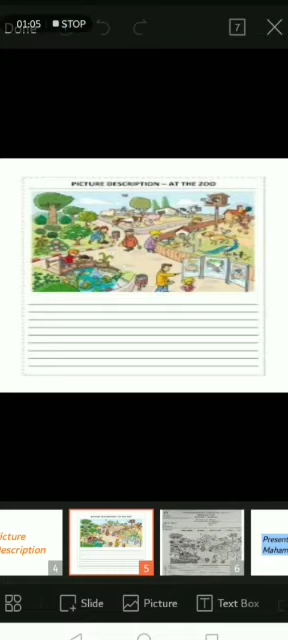 Done
01:05 STOP
7
PICTURE DESCRIPTION – AT THE ZOO
icture
escription
4
5
6
Present
Maham
Slide
Picture
Text Box